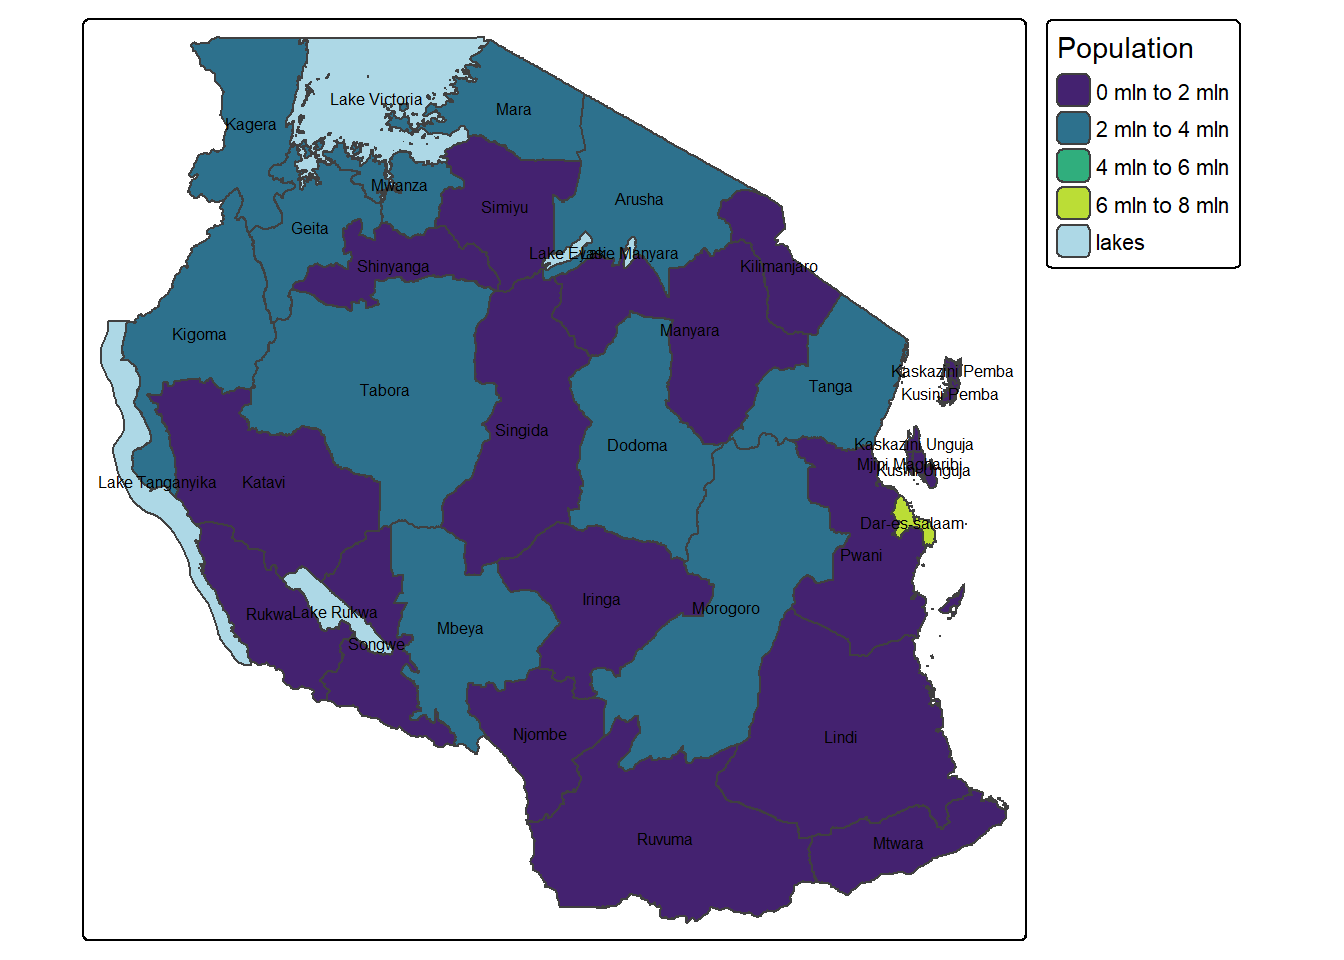 Population
0 mln to 2 mln
2 mln to 4 mln
4 mln to 6 mln
6 mln to 8 mln
lakes
Lake Victoria
Mara
Kagera
Mwanza
Arusha
Simiyu
Geita
Lake Eyasi
Lake Manyara
Shinyanga
Kilimanjaro
Kigoma
Manyara
Kaskazini Pemba
Tabora
Tanga
Kusini Pemba
Singida
Dodoma
Kaskazini Unguja
Mjini Magharibi
Kusini Unguja
Lake Tanganyika
Katavi
Dar-es-salaam
Pwani
Iringa
Morogoro
Rukwa
Lake Rukwa
Mbeya
Songwe
Njombe
Lindi
Ruvuma
Mtwara